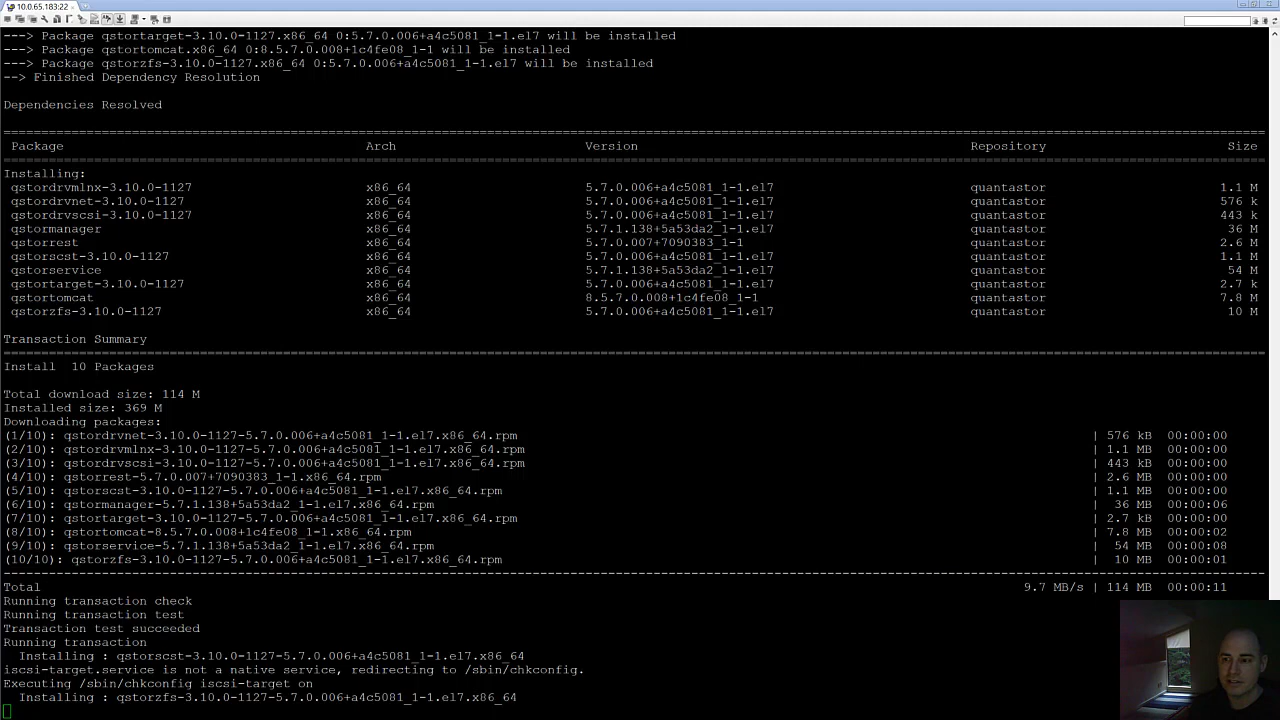 10.0.65.183:22
---> Package qstortarget-3.10.0-1127.x86_64 0:5.7.0.006+a4c5081_1-1.el7 will be installed
---> Package qstortomcat.x86_64 0:8.5.7.0.008+1c4fe08_1-1 will be installed
---> Package qstorzfs-3.10.0-1127.x86_64 0:5.7.0.006+a4c5081_1-1.el7 will be installed
--> Finished Dependency Resolution
Dependencies Resolved
Package Arch Version Repository Size
Installing:
qstordrvmlnx-3.10.0-1127 x86_64 5.7.0.006+a4c5081_1-1.el7 quantastor 1.1 M
qstordrvnet-3.10.0-1127 x86_64 5.7.0.006+a4c5081_1-1.el7 quantastor 576 k
qstordrvscsi-3.10.0-1127 x86_64 5.7.0.006+a4c5081_1-1.el7 quantastor 443 k
qstormanager x86_64 5.7.1.138+5a53da2_1-1.el7 quantastor 36 M
qstorrest x86_64 5.7.0.007+7090383_1-1 quantastor 2.6 M
qstorscst-3.10.0-1127 x86_64 5.7.0.006+a4c5081_1-1.el7 quantastor 1.1 M
qstorservice x86_64 5.7.1.138+5a53da2_1-1.el7 quantastor 54 M
qstortarget-3.10.0-1127 x86_64 5.7.0.006+a4c5081_1-1.el7 quantastor 2.7 k
qstortomcat x86_64 8.5.7.0.008+1c4fe08_1-1 quantastor 7.8 M
qstorzfs-3.10.0-1127 x86_64 5.7.0.006+a4c5081_1-1.el7 quantastor 10 M
Transaction Summary
Install  10 Packages
Total download size: 114 M
Installed size: 369 M
Downloading packages:
(1/10): qstordrvnet-3.10.0-1127-5.7.0.006+a4c5081_1-1.el7.x86_64.rpm | 576 kB 00:00:00
(2/10): qstordrvmlnx-3.10.0-1127-5.7.0.006+a4c5081_1-1.el7.x86_64.rpm | 1.1 MB 00:00:00
(3/10): qstordrvscsi-3.10.0-1127-5.7.0.006+a4c5081_1-1.el7.x86_64.rpm | 443 kB 00:00:00
(4/10): qstorrest-5.7.0.007+7090383_1-1.x86_64.rpm | 2.6 MB 00:00:00
(5/10): qstorscst-3.10.0-1127-5.7.0.006+a4c5081_1-1.el7.x86_64.rpm | 1.1 MB 00:00:00
(6/10): qstormanager-5.7.1.138+5a53da2_1-1.el7.x86_64.rpm | 36 MB 00:00:06
(7/10): qstortarget-3.10.0-1127-5.7.0.006+a4c5081_1-1.el7.x86_64.rpm | 2.7 kB 00:00:00
(8/10): qstortomcat-8.5.7.0.008+1c4fe08_1-1.x86_64.rpm | 7.8 MB 00:00:02
(9/10): qstorservice-5.7.1.138+5a53da2_1-1.el7.x86_64.rpm | 54 MB 00:00:08
(10/10): qstorzfs-3.10.0-1127-5.7.0.006+a4c5081_1-1.el7.x86_64.rpm | 10 MB 00:00:01
Total 9.7 MB/s | 114 MB 00:00:11
Running transaction check
Running transaction test
Transaction test succeeded
Running transaction
Installing : qstorscst-3.10.0-1127-5.7.0.006+a4c5081_1-1.el7.x86_64
iscsi-target.service is not a native service, redirecting to /sbin/chkconfig.
Executing /sbin/chkconfig iscsi-target on
Installing : qstorzfs-3.10.0-1127-5.7.0.006+a4c5081_1-1.el7.x86_64